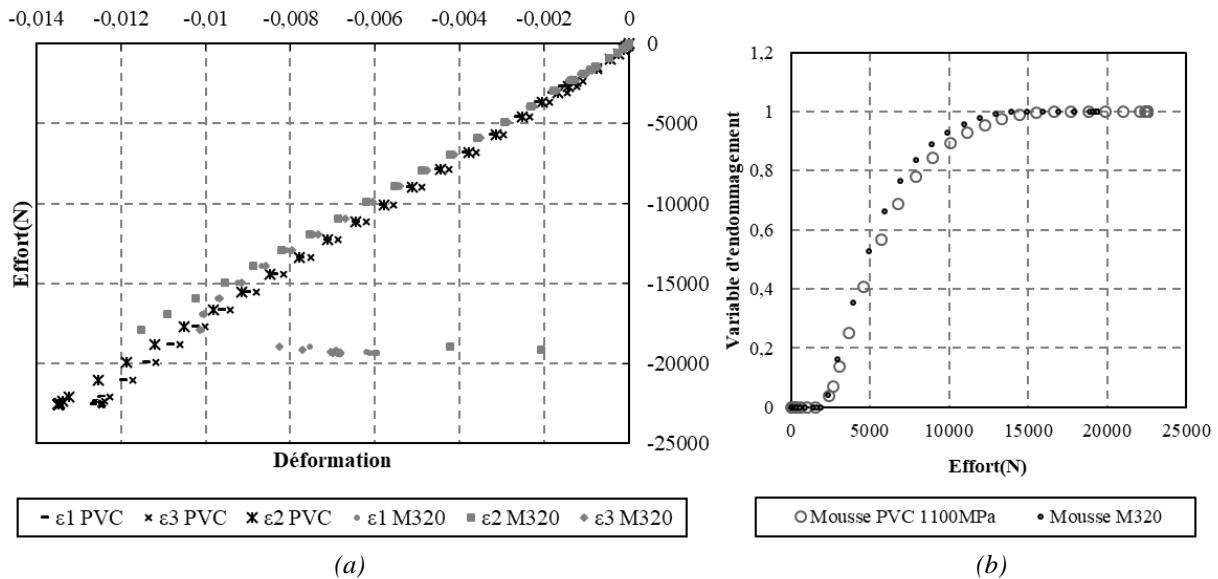 -0,014 -0,012 -0,01 -0,008 -0,006 -0,004 -0,002 0
0
-5000
-10000
-15000
-20000
-25000
Effort(N)
Déformation
ε1 PVC ε3 PVC ε2 PVC ε1 M320 ε2 M320 ε3 M320
(a)
1,2
1
0,8
0,6
0,4
0,2
0
Variable d'endommagement
0 5000 10000 15000 20000 25000
Effort(N)
Mousse PVC 1100MPa Mousse M320
(b)